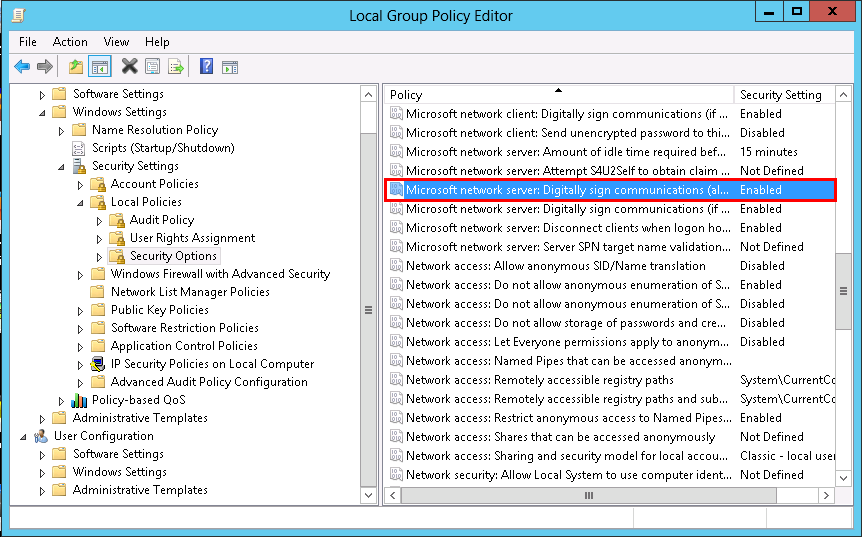 Local Group Policy Editor
File Action View Help
Software Settings
Windows Settings
Name Resolution Policy
Scripts (Startup/Shutdown)
Security Settings
Account Policies
Local Policies
Audit Policy
User Rights Assignment
Security Options
Windows Firewall with Advanced Security
Network List Manager Policies
Public Key Policies
Software Restriction Policies
Application Control Policies
IP Security Policies on Local Computer
Advanced Audit Policy Configuration
Policy-based QoS
Administrative Templates
User Configuration
Software Settings
Windows Settings
Administrative Templates
Policy Security Setting
Microsoft network client: Digitally sign communications (if ... Enabled
Microsoft network client: Send unencrypted password to thi... Disabled
Microsoft network server: Amount of idle time required bef... 15 minutes
Microsoft network server: Attempt S4U2Self to obtain claim ... Not Defined
Microsoft network server: Digitally sign communications (al... Enabled
Microsoft network server: Digitally sign communications (if ... Enabled
Microsoft network server: Disconnect clients when logon ho... Enabled
Microsoft network server: Server SPN target name validation... Not Defined
Network access: Allow anonymous SID/Name translation Disabled
Network access: Do not allow anonymous enumeration of S... Enabled
Network access: Do not allow anonymous enumeration of S... Disabled
Network access: Do not allow storage of passwords and cre... Disabled
Network access: Let Everyone permissions apply to anonym... Disabled
Network access: Named Pipes that can be accessed anonym...
Network access: Remotely accessible registry paths System\CurrentCo
Network access: Remotely accessible registry paths and sub... System\CurrentCo
Network access: Restrict anonymous access to Named Pipes... Enabled
Network access: Shares that can be accessed anonymously Not Defined
Network access: Sharing and security model for local accou... Classic - local user
Network security: Allow Local System to use computer ident... Not Defined